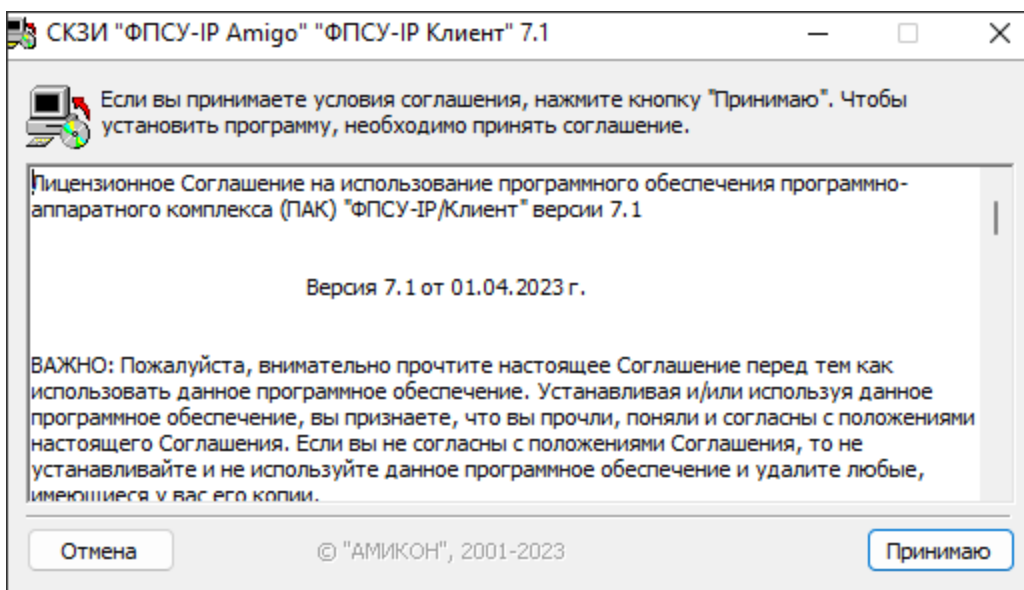 СКЗИ "ФПСУ-IP Amigo" "ФПСУ-IP Клиент" 7.1
Если вы принимаете условия соглашения, нажмите кнопку "Принимаю". Чтобы
установить программу, необходимо принять соглашение.
Лицензионное Соглашение на использование программного обеспечения программно-
аппаратного комплекса (ПАК) "ФПСУ-IP/Клиент" версии 7.1
Версия 7.1 от 01.04.2023 г.
ВАЖНО: Пожалуйста, внимательно прочтите настоящее Соглашение перед тем как
использовать данное программное обеспечение. Устанавливая и/или используя данное
программное обеспечение, вы признаете, что вы прочли, поняли и согласны с положениями
настоящего Соглашения. Если вы не согласны с положениями Соглашения, то не
устанавливайте и не используйте данное программное обеспечение и удалите любые,
имеющиеся у вас его копии.
Отмена
© "АМИКОН", 2001-2023
Принимаю